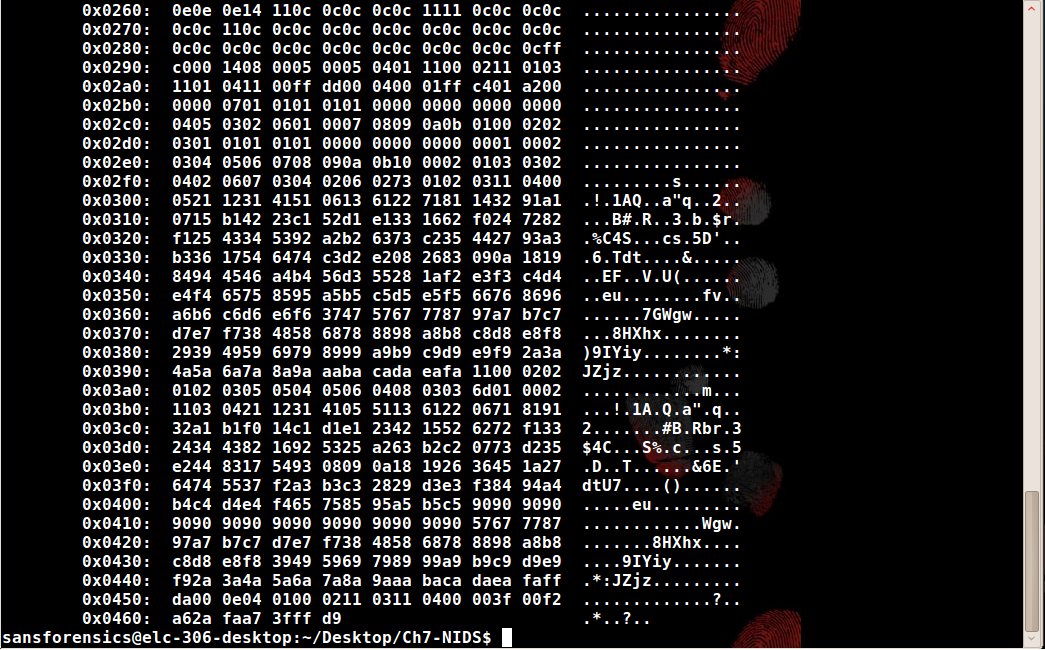 0x0260:  0e0e 0e14 110c 0c0c 0c0c 1111 0c0c 0c0c  ................
0x0270:  0c0c 110c 0c0c 0c0c 0c0c 0c0c 0c0c 0c0c  ................
0x0280:  0c0c 0c0c 0c0c 0c0c 0c0c 0c0c 0c0c 0cff  ................
0x0290:  c000 1408 0005 0005 0401 1100 0211 0103  ................
0x02a0:  1101 0411 00ff dd00 0400 01ff c401 a200  ................
0x02b0:  0000 0701 0101 0101 0000 0000 0000 0000  ................
0x02c0:  0405 0302 0601 0007 0809 0a0b 0100 0202  ................
0x02d0:  0301 0101 0101 0000 0000 0000 0001 0002  ................
0x02e0:  0304 0506 0708 090a 0b10 0002 0103 0302  ................
0x02f0:  0402 0607 0304 0206 0273 0102 0311 0400  .........s......
0x0300:  0521 1231 4151 0613 6122 7181 1432 91a1  .!.1AQ..a"q..2..
0x0310:  0715 b142 23c1 52d1 e133 1662 f024 7282  ...B#.R..3.b.$r.
0x0320:  f125 4334 5392 a2b2 6373 c235 4427 93a3  .%C4S...cs.5D'..
0x0330:  b336 1754 6474 c3d2 e208 2683 090a 1819  .6.Tdt....&.....
0x0340:  8494 4546 a4b4 56d3 5528 1af2 e3f3 c4d4  ..EF..V.U(......
0x0350:  e4f4 6575 8595 a5b5 c5d5 e5f5 6676 8696  ..eu........fv..
0x0360:  a6b6 c6d6 e6f6 3747 5767 7787 97a7 b7c7  ......7GWgw.....
0x0370:  d7e7 f738 4858 6878 8898 a8b8 c8d8 e8f8  ...8HXhx........
0x0380:  2939 4959 6979 8999 a9b9 c9d9 e9f9 2a3a  )9IYiy........*:
0x0390:  4a5a 6a7a 8a9a aaba cada eafa 1100 0202  JZjz............
0x03a0:  0102 0305 0504 0506 0408 0303 6d01 0002  ............m...
0x03b0:  1103 0421 1231 4105 5113 6122 0671 8191  ...!.1A.Q.a".q..
0x03c0:  32a1 b1f0 14c1 d1e1 2342 1552 6272 f133  2.......#B.Rbr.3
0x03d0:  2434 4382 1692 5325 a263 b2c2 0773 d235  $4C...S%.c...s.5
0x03e0:  e244 8317 5493 0809 0a18 1926 3645 1a27  .D..T......&6E.'
0x03f0:  6474 5537 f2a3 b3c3 2829 d3e3 f384 94a4  dtU7....()......
0x0400:  b4c4 d4e4 f465 7585 95a5 b5c5 9090 9090  .....eu.........
0x0410:  9090 9090 9090 9090 9090 9090 5767 7787  ............Wgw.
0x0420:  97a7 b7c7 d7e7 f738 4858 6878 8898 a8b8  .......8HXhx....
0x0430:  c8d8 e8f8 3949 5969 7989 99a9 b9c9 d9e9  ....9IYiy.......
0x0440:  f92a 3a4a 5a6a 7a8a 9aaa baca daea faff  .*:JZjz.........
0x0450:  da00 0e04 0100 0211 0311 0400 003f 00f2  .............?..
0x0460:  a62a faa7 3fff d9  .*..?..
sansforensics@elc-306-desktop:~/Desktop/Ch7-NIDS$